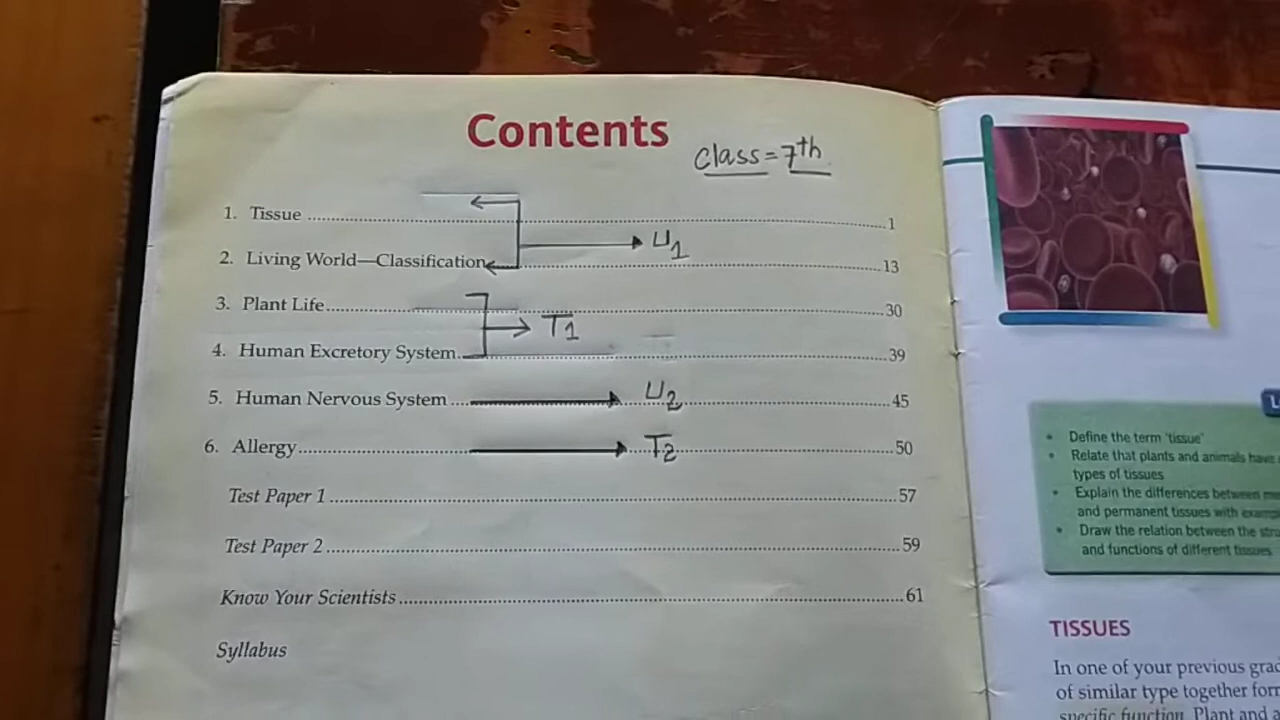 Contents
Class = 7th
1. Tissue ........ 1
U1
2. Living World—Classification ........ 13
3. Plant Life ........ 30
T1
4. Human Excretory System ........ 39
5. Human Nervous System ........ U2 ........ 45
6. Allergy ........ T2 ........ 50
Test Paper 1 ........ 57
Test Paper 2 ........ 59
Know Your Scientists ........ 61
Syllabus
• Define the term 'tissue'
• Relate that plants and animals have
types of tissues
• Explain the differences between
and permanent tissues with
• Draw the relation between the
and functions of different tissues
TISSUES
In one of your previous
of similar type together
specific function. Plant and